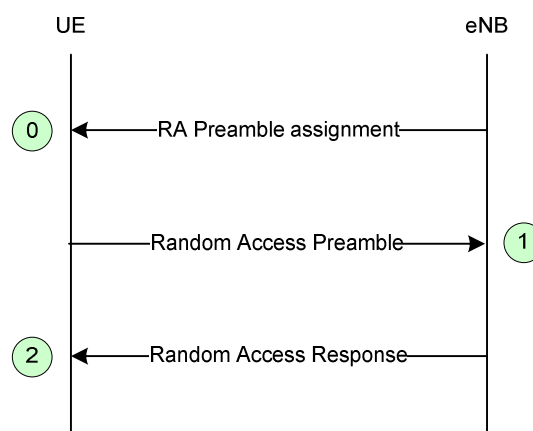 UE
eNB
0
RA Preamble assignment
Random Access Preamble
1
2
Random Access Response